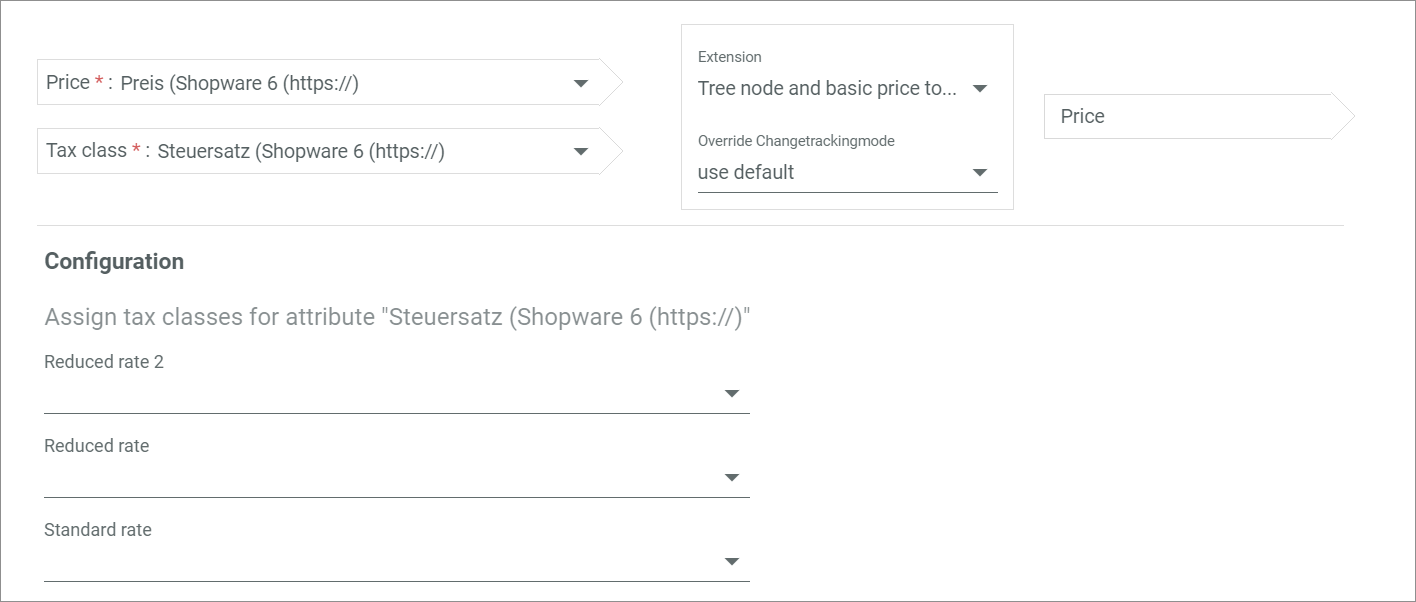 Price * : Preis (Shopware 6 (https://)
Tax class * : Steuersatz (Shopware 6 (https://)
Extension
Tree node and basic price to...
Override Changetrackingmode
use default
Price
Configuration
Assign tax classes for attribute "Steuersatz (Shopware 6 (https://)"
Reduced rate 2
Reduced rate
Standard rate